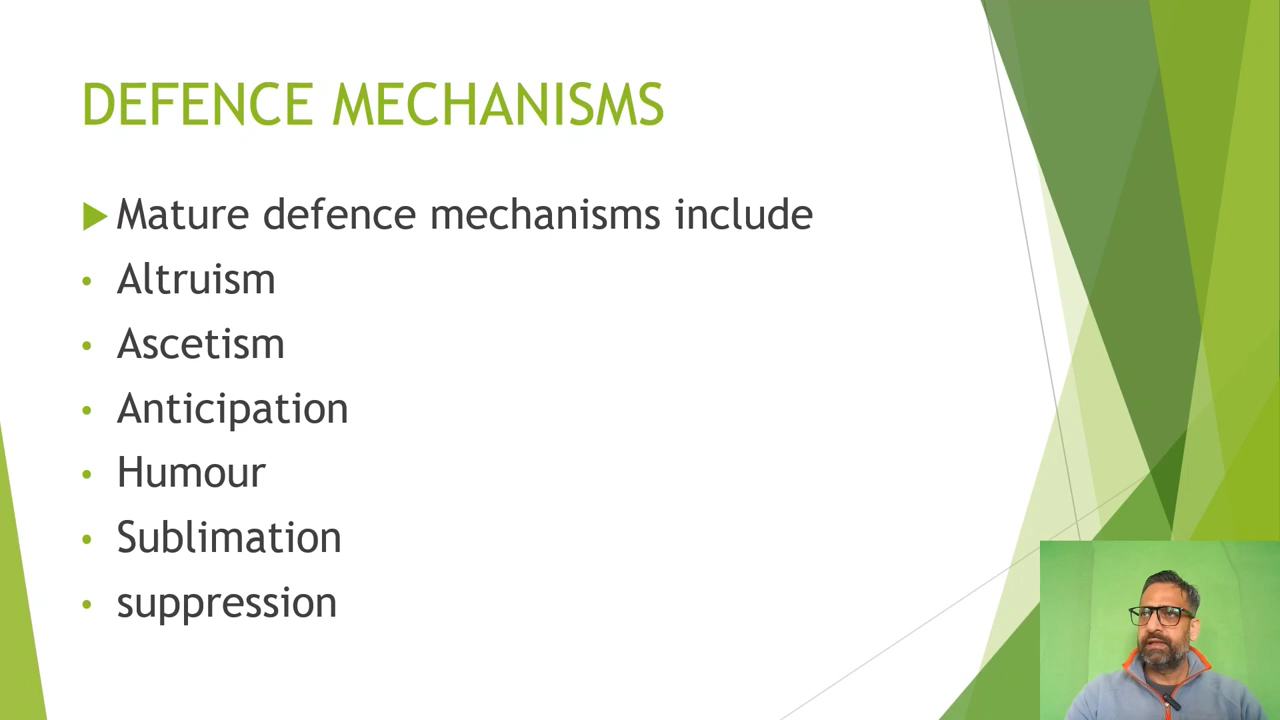 DEFENCE MECHANISMS
Mature defence mechanisms include
Altruism
Ascetism
Anticipation
Humour
Sublimation
suppression